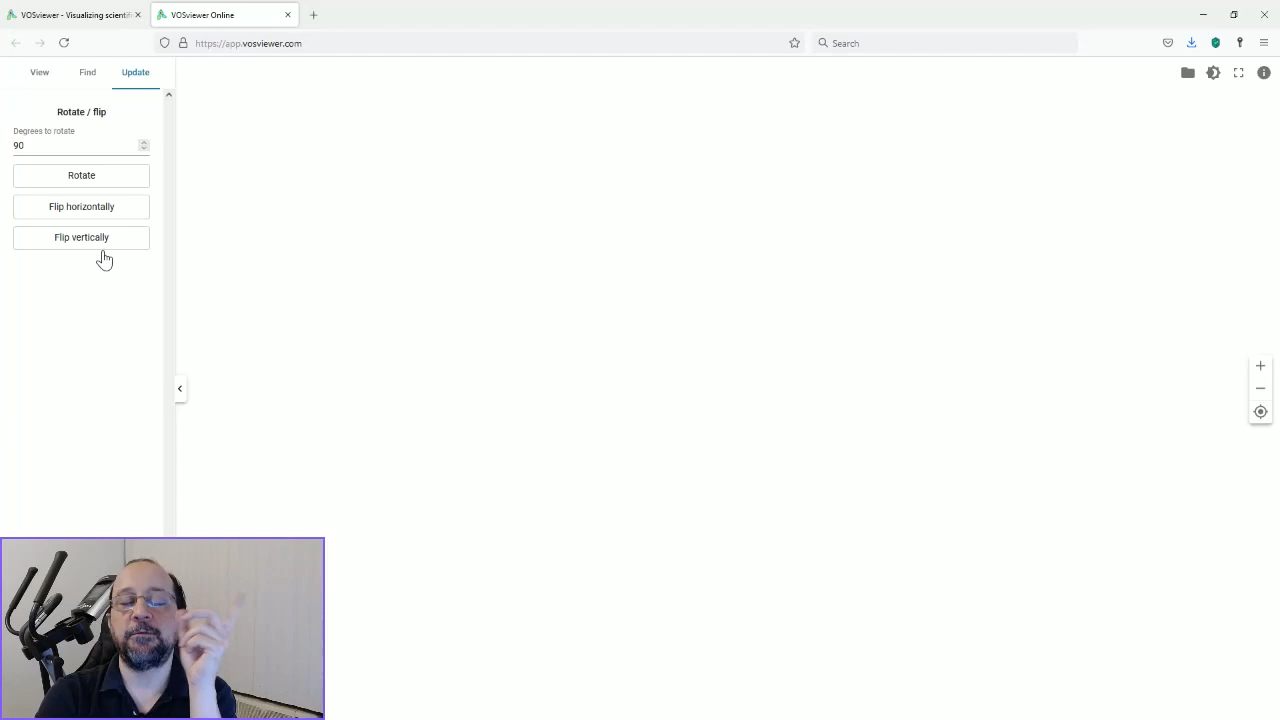 VOSviewer - Visualizing scientifi
VOSviewer Online
https://app.vosviewer.com
Search
View
Find
Update
Rotate / flip
Degrees to rotate
90
Rotate
Flip horizontally
Flip vertically